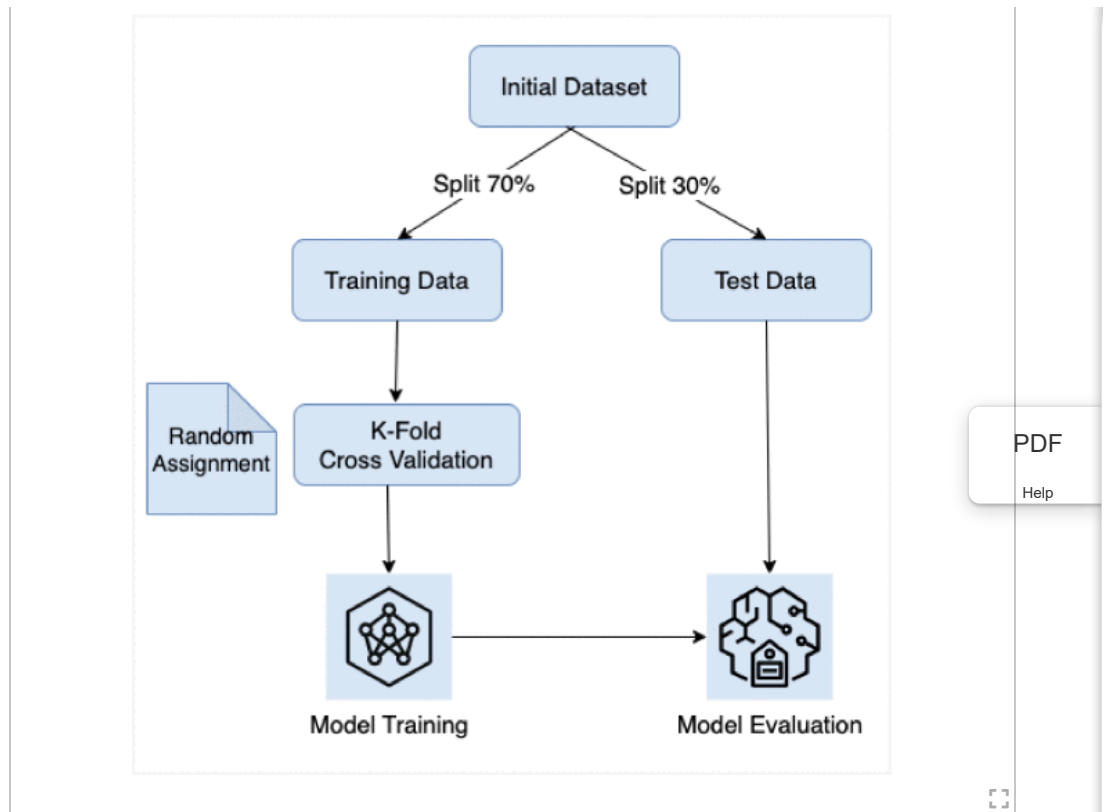 Initial Dataset
Split 70%
Split 30%
Training Data
Test Data
Random
Assignment
K-Fold
Cross Validation
PDF
Help
Model Training
Model Evaluation